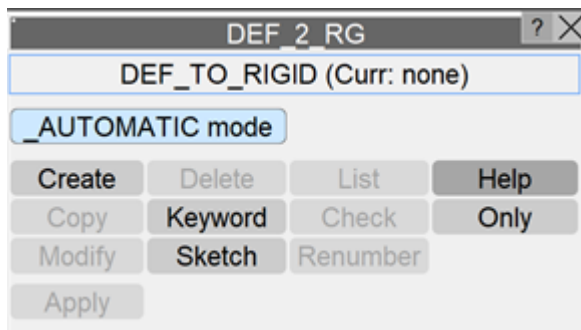 DEF_2_RG ? X
DEF_TO_RIGID (Curr: none)
_AUTOMATIC mode
Create Delete List Help
Copy Keyword Check Only
Modify Sketch Renumber
Apply